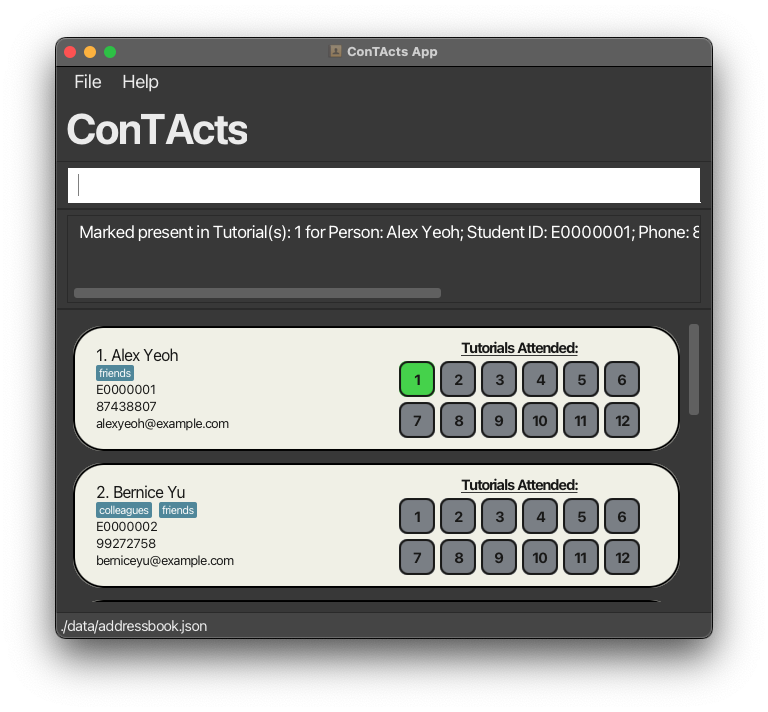 ConTActs App
File Help
ConTActs
Marked present in Tutorial(s): 1 for Person: Alex Yeoh; Student ID: E0000001; Phone: 8
1. Alex Yeoh
friends
E0000001
87438807
alexyeoh@example.com
Tutorials Attended:
1 2 3 4 5 6
7 8 9 10 11 12
2. Bernice Yu
colleagues friends
E0000002
99272758
berniceyu@example.com
Tutorials Attended:
1 2 3 4 5 6
7 8 9 10 11 12
./data/addressbook.json